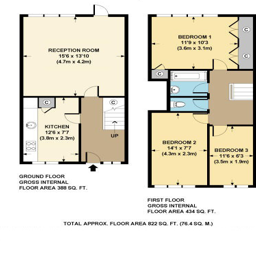 RECEPTION ROOM
15'6 x 13'10
(4.7m x 4.2m)
KITCHEN
12'6 x 7'7
(3.8m x 2.3m)
UP
GROUND FLOOR
GROSS INTERNAL
FLOOR AREA 388 SQ. FT.
BEDROOM 1
11'9 x 10'3
(3.6m x 3.1m)
BEDROOM 2
14'1 x 7'7
(4.3m x 2.3m)
BEDROOM 3
11'6 x 6'3
(3.5m x 1.9m)
FIRST FLOOR
GROSS INTERNAL
FLOOR AREA 434 SQ. FT.
TOTAL APPROX. FLOOR AREA 822 SQ. FT. (76.4 SQ. M.)